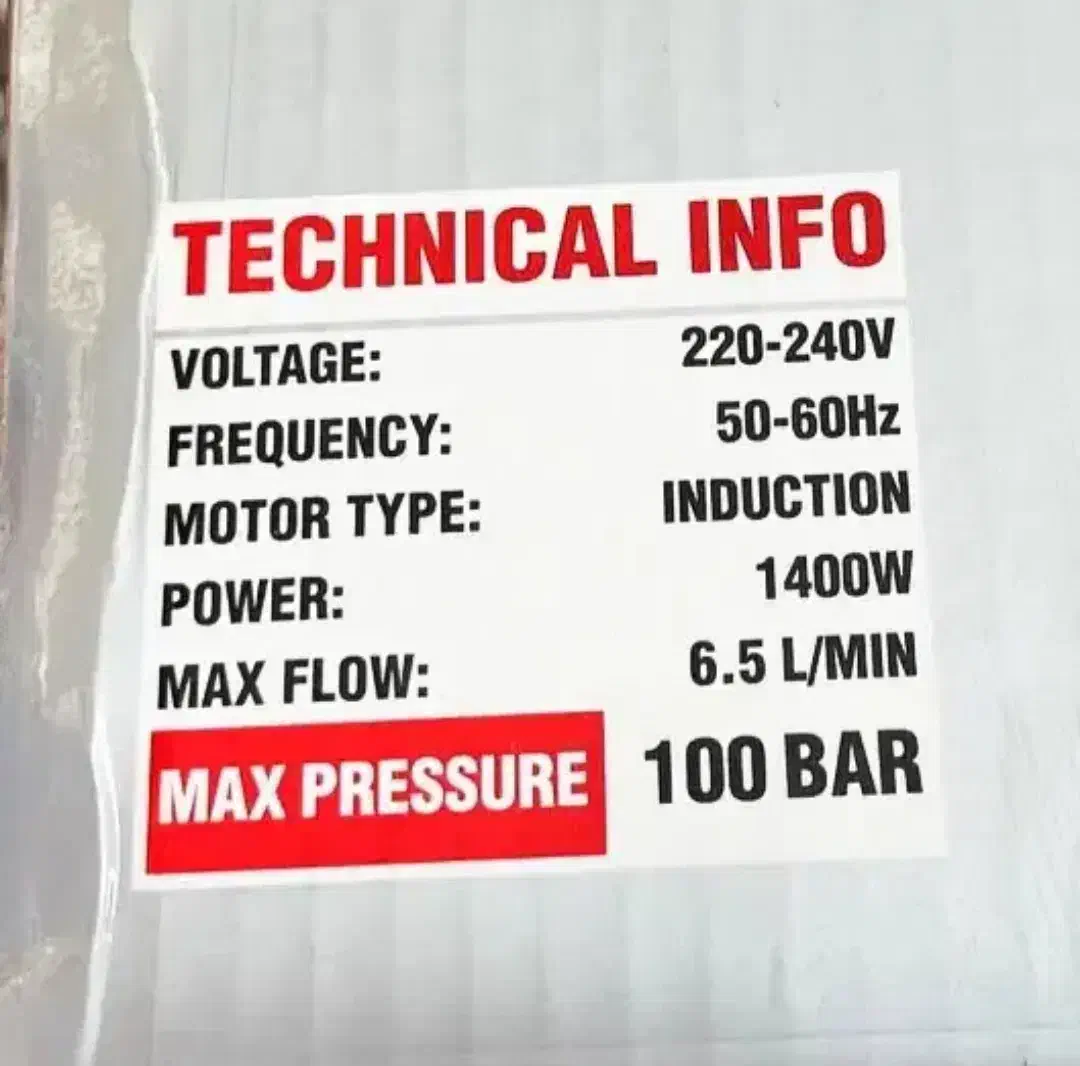 TECHNICAL INFO
VOLTAGE: 220-240V
FREQUENCY: 50-60Hz
MOTOR TYPE: INDUCTION
POWER: 1400W
MAX FLOW: 6.5 L/MIN
MAX PRESSURE 100 BAR